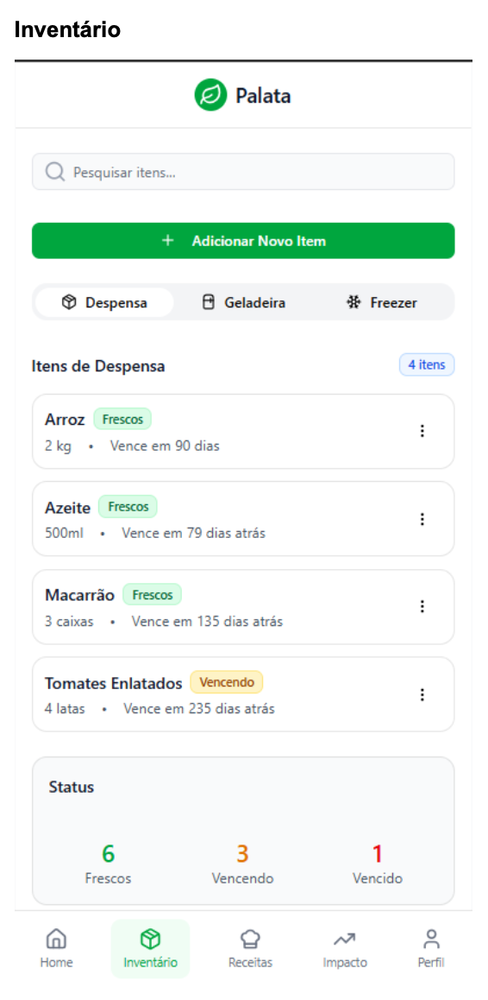 Inventário
Palata
Pesquisar itens...
+ Adicionar Novo Item
Despensa Geladeira Freezer
Itens de Despensa 4 itens
Arroz Frescos
2 kg • Vence em 90 dias
Azeite Frescos
500ml • Vence em 79 dias atrás
Macarrão Frescos
3 caixas • Vence em 135 dias atrás
Tomates Enlatados Vencendo
4 latas • Vence em 235 dias atrás
Status
6 3 1
Frescos Vencendo Vencido
Home Inventário Receitas Impacto Perfil